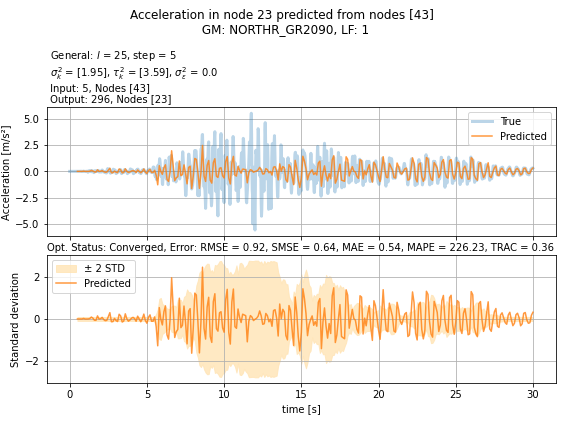 Acceleration in node 23 predicted from nodes [43]
GM: NORTHR_GR2090, LF: 1
General: l = 25, step = 5
σ²ₖ = [1.95], τ²ₖ = [3.59], σ²ε = 0.0
Input: 5, Nodes [43]
Output: 296, Nodes [23]
Acceleration [m/s²]
5.0
2.5
0.0
−2.5
−5.0
True
Predicted
Opt. Status: Converged, Error: RMSE = 0.92, SMSE = 0.64, MAE = 0.54, MAPE = 226.23, TRAC = 0.36
Standard deviation
2
0
−2
± 2 STD
Predicted
0 5 10 15 20 25 30
time [s]